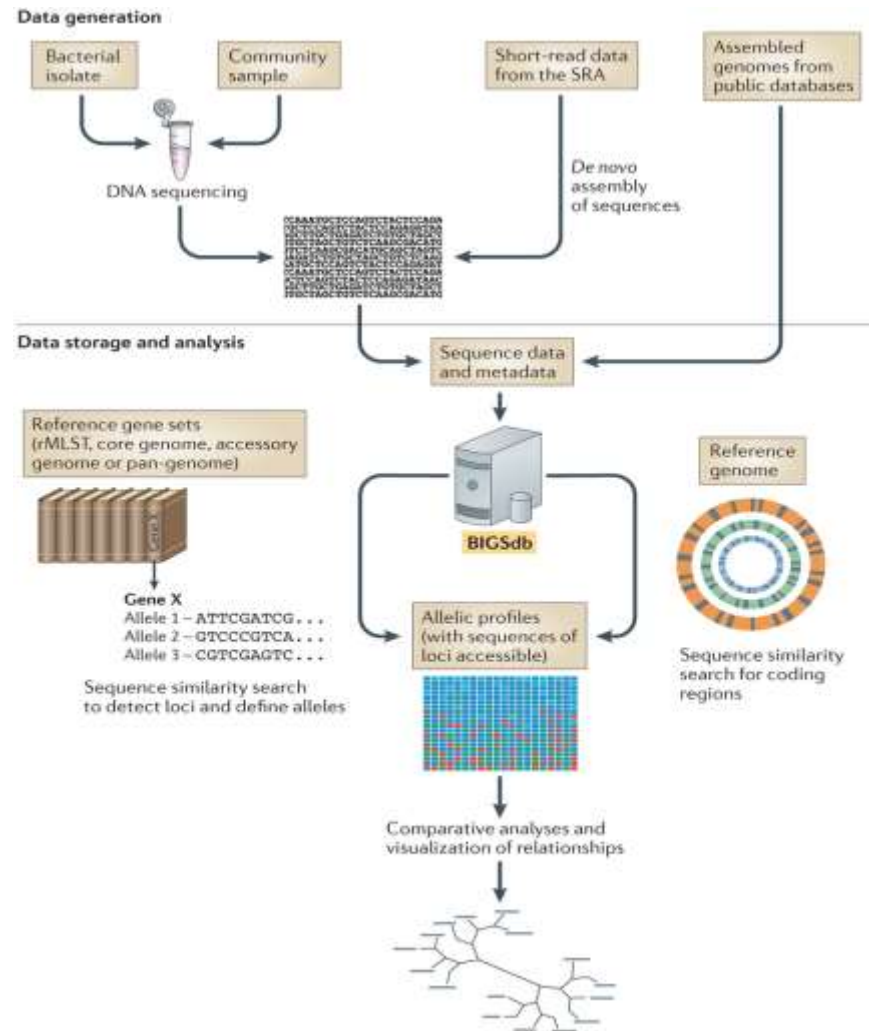 Data generation
Bacterial
isolate
Community
sample
Short-read data
from the SRA
Assembled
genomes from
public databases
DNA sequencing
De novo
assembly
of sequences
Data storage and analysis
Sequence data
and metadata
Reference gene sets
(rMLST, core genome, accessory
genome or pan-genome)
Reference
genome
BIGSdb
Gene X
Gene X
Allele 1 – ATTCGATCG...
Allele 2 – GTCCCGTCA...
Allele 3 – CGTCGAGTC...
Allelic profiles
(with sequences of
loci accessible)
Sequence similarity search
to detect loci and define alleles
Sequence similarity
search for coding
regions
Comparative analyses and
visualization of relationships